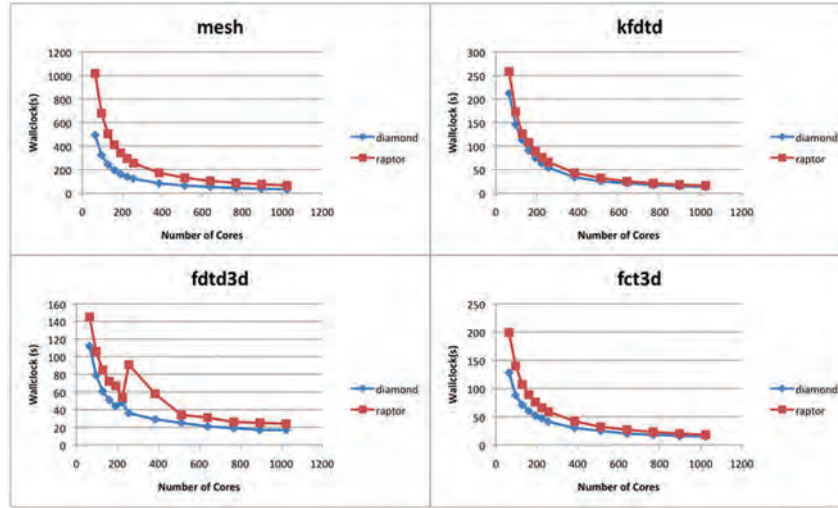 mesh
1200
1000
800
600
400
200
0
Wallclock(s)
0 200 400 600 800 1000 1200
Number of Cores
diamond
raptor
kfdtd
300
250
200
150
100
50
0
Wallclock (s)
0 200 400 600 800 1000 1200
Number of Cores
diamond
raptor
fdtd3d
160
140
120
100
80
60
40
20
0
Wallclock (s)
0 200 400 600 800 1000 1200
Number of Cores
diamond
raptor
fct3d
250
200
150
100
50
0
Wallclock(s)
0 200 400 600 800 1000 1200
Number of Cores
diamond
raptor